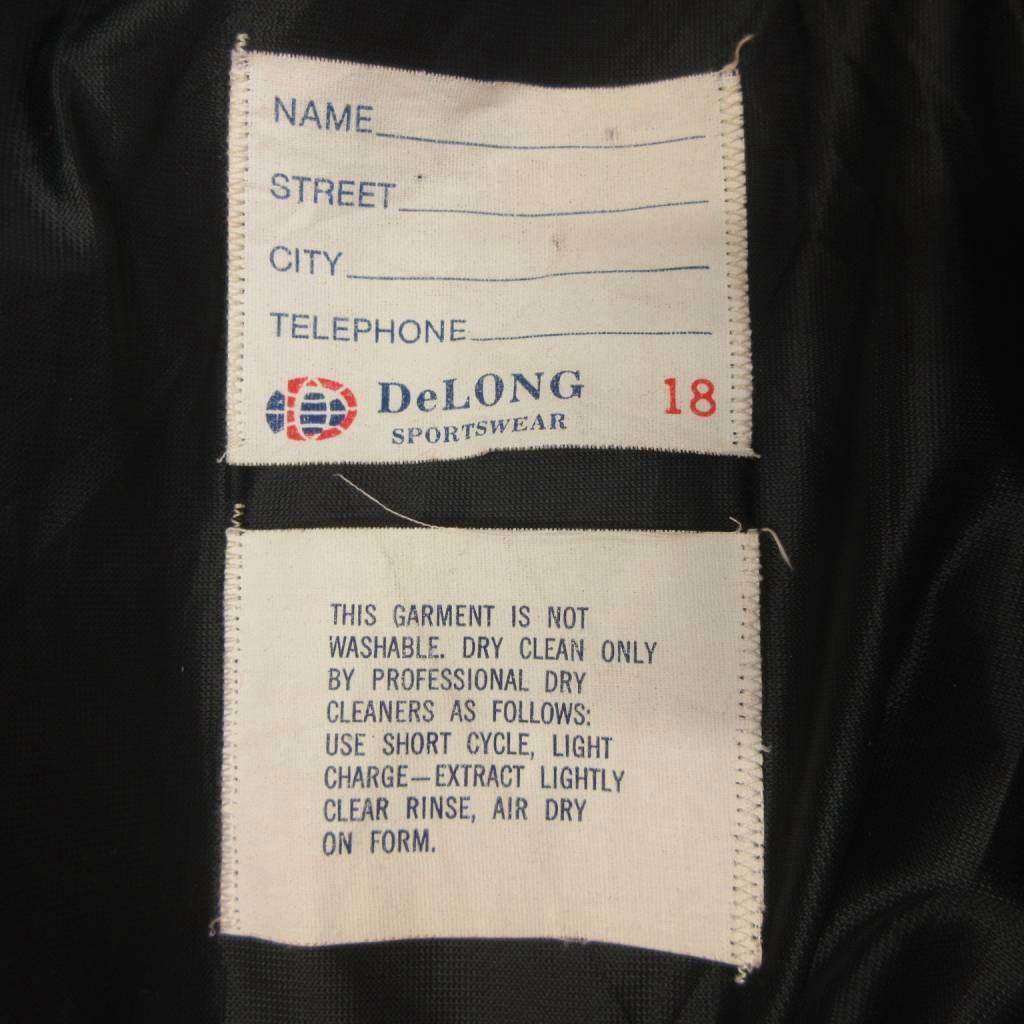 NAME
STREET
CITY
TELEPHONE
DeLONG
SPORTSWEAR
18
THIS GARMENT IS NOT
WASHABLE. DRY CLEAN ONLY
BY PROFESSIONAL DRY
CLEANERS AS FOLLOWS:
USE SHORT CYCLE, LIGHT
CHARGE—EXTRACT LIGHTLY
CLEAR RINSE, AIR DRY
ON FORM.